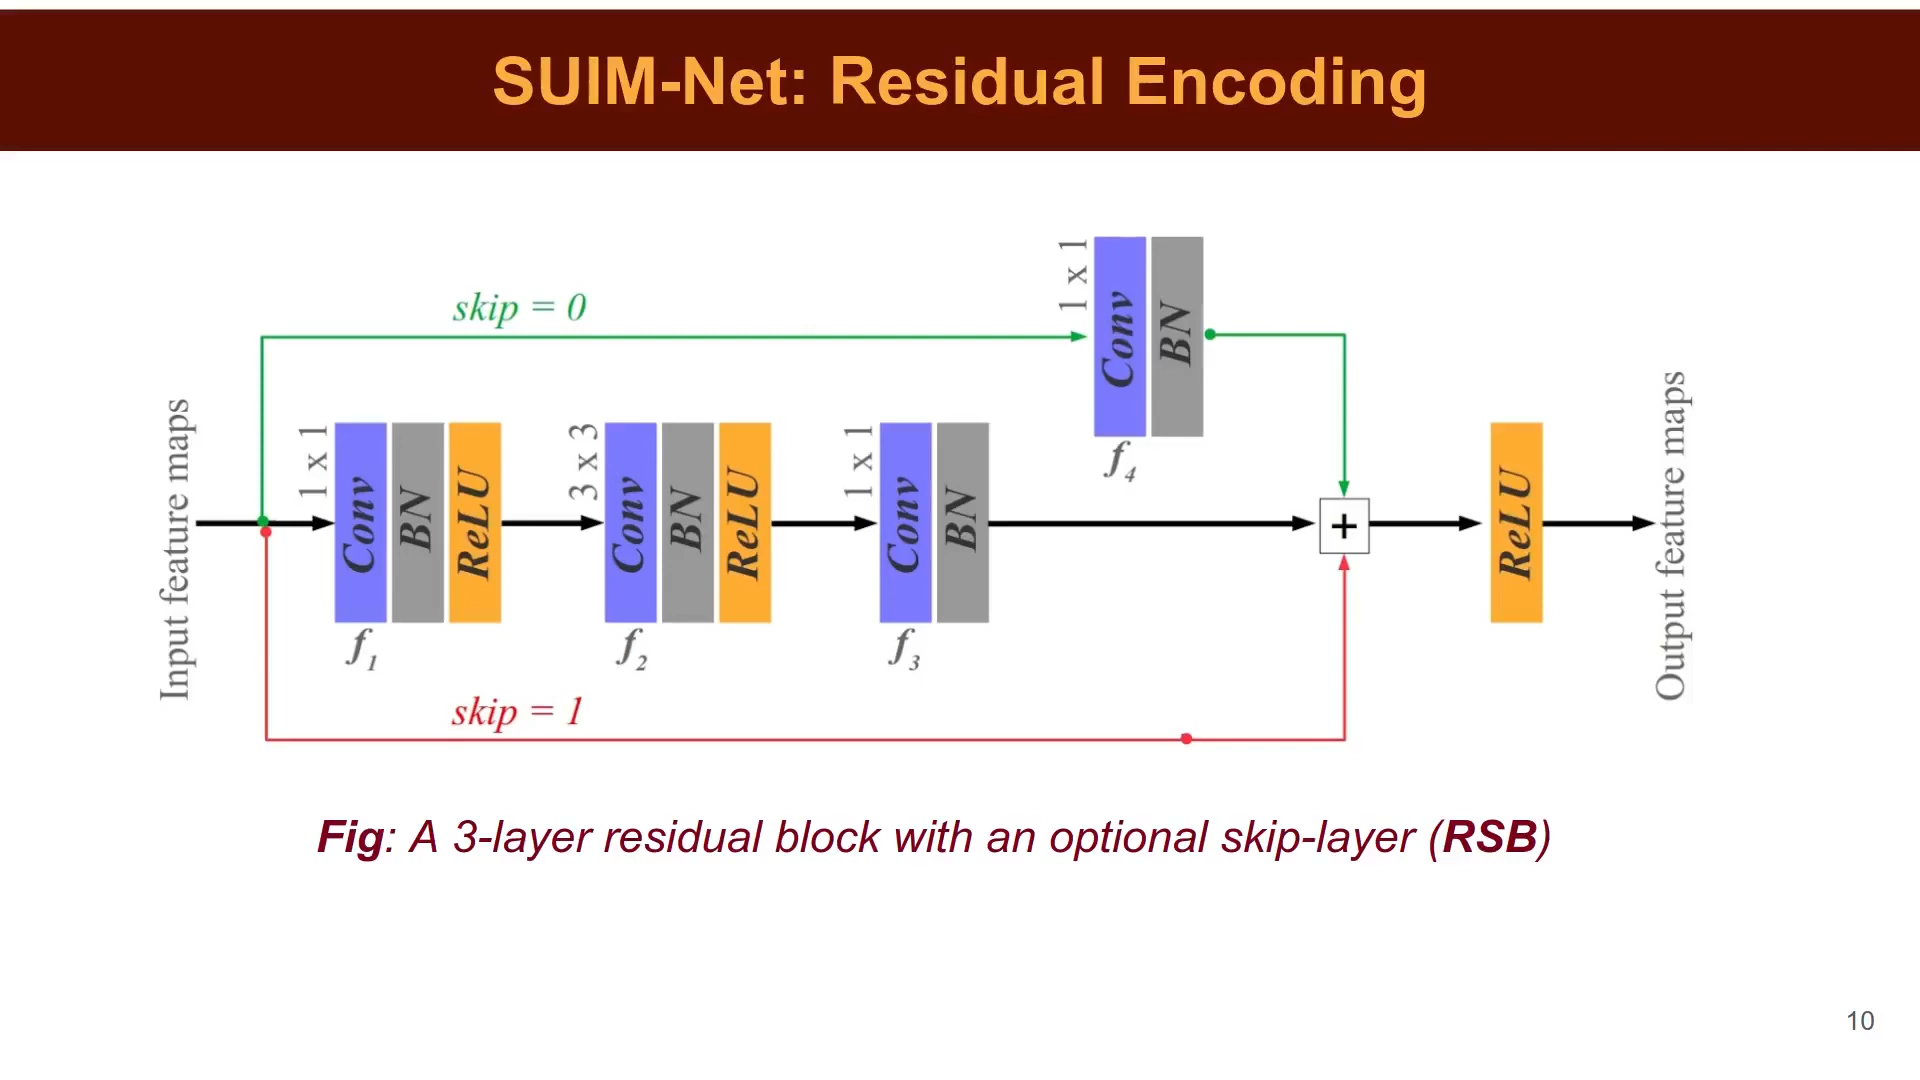 SUIM-Net: Residual Encoding
skip = 0
1 x 1
Conv
BN
f4
Input feature maps
1 x 1
Conv
BN
ReLU
f1
3 x 3
Conv
BN
ReLU
f2
1 x 1
Conv
BN
f3
+
ReLU
Output feature maps
skip = 1
Fig: A 3-layer residual block with an optional skip-layer (RSB)
10